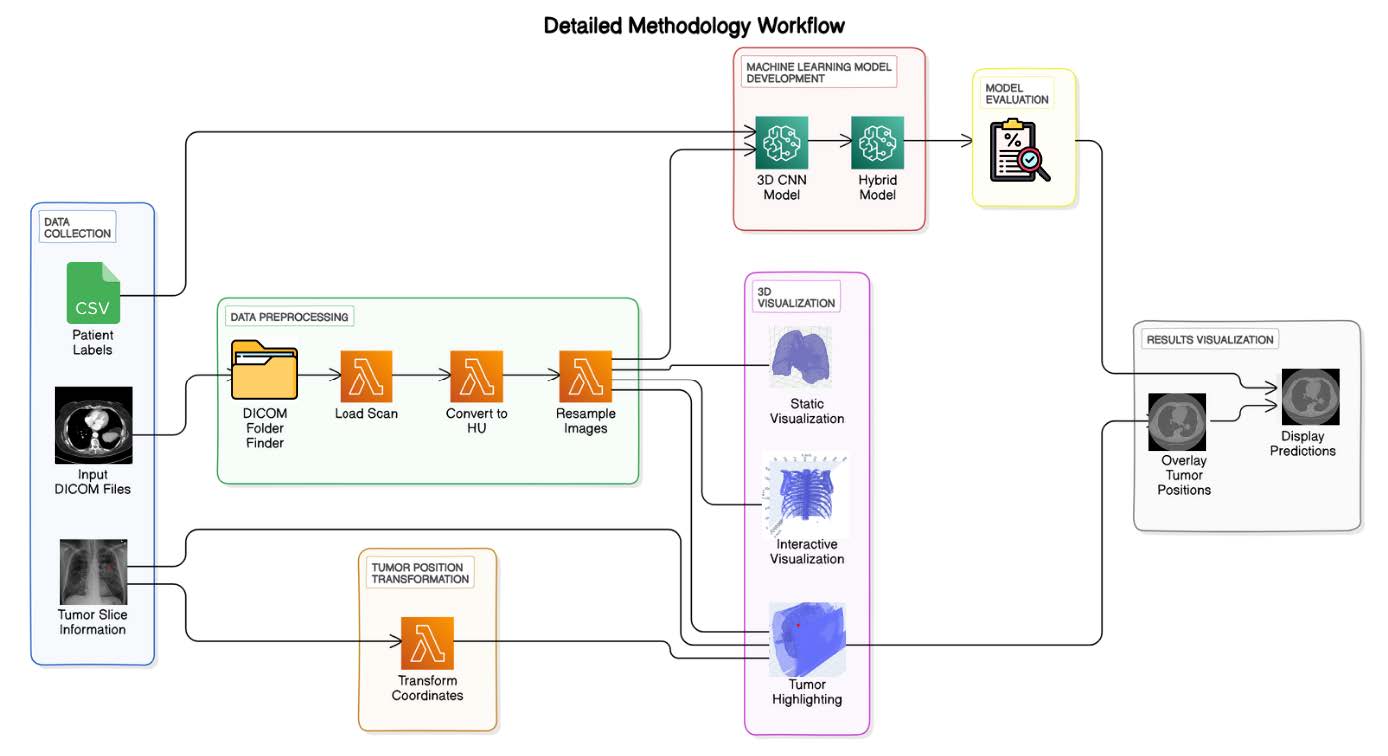 Detailed Methodology Workflow
MACHINE LEARNING MODEL
DEVELOPMENT
3D CNN
Model
Hybrid
Model
MODEL
EVALUATION
%
DATA
COLLECTION
CSV
Patient
Labels
Input
DICOM Files
Tumor Slice
Information
DATA PREPROCESSING
DICOM
Folder
Finder
Load Scan
Convert to
HU
Resample
Images
TUMOR POSITION
TRANSFORMATION
Transform
Coordinates
3D
VISUALIZATION
Static
Visualization
Interactive
Visualization
Tumor
Highlighting
RESULTS VISUALIZATION
Overlay
Tumor
Positions
Display
Predictions